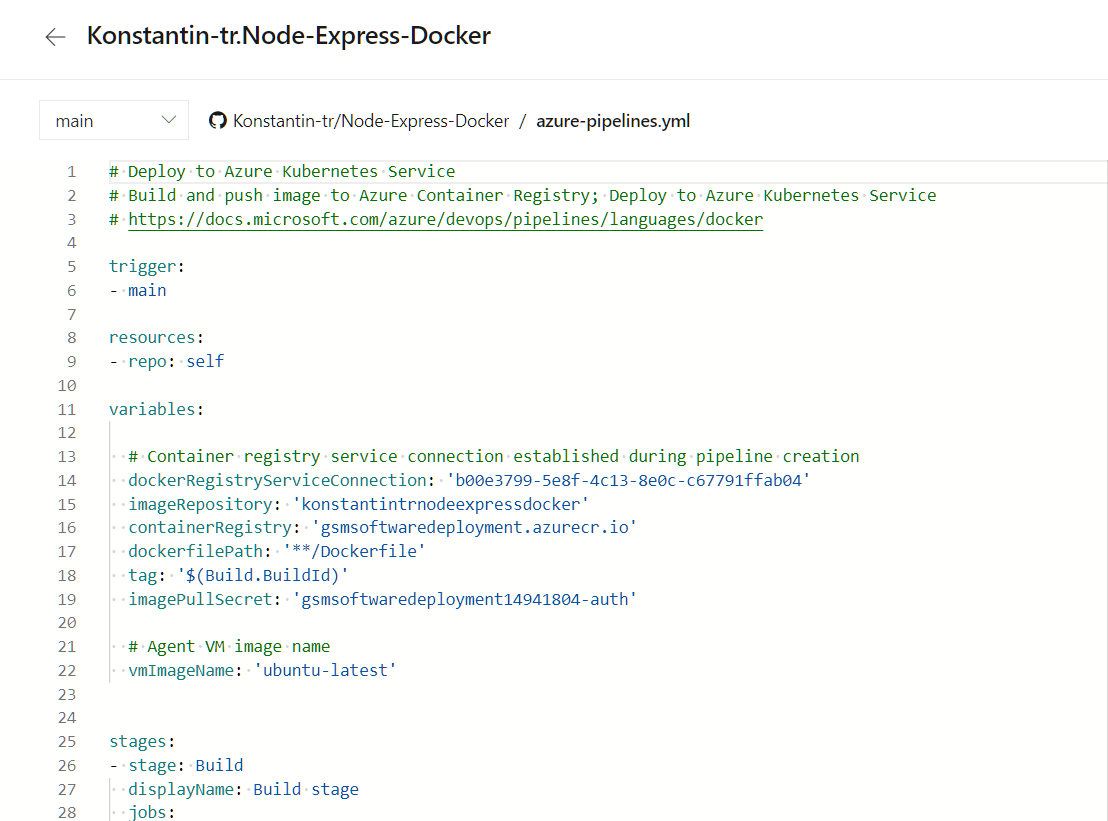 Konstantin-tr.Node-Express-Docker
main Konstantin-tr/Node-Express-Docker / azure-pipelines.yml
1 # Deploy to Azure Kubernetes Service
2 # Build and push image to Azure Container Registry; Deploy to Azure Kubernetes Service
3 # https://docs.microsoft.com/azure/devops/pipelines/languages/docker
4
5 trigger:
6 - main
7
8 resources:
9 - repo: self
10
11 variables:
12
13 # Container registry service connection established during pipeline creation
14 dockerRegistryServiceConnection: 'b00e3799-5e8f-4c13-8e0c-c67791ffab04'
15 imageRepository: 'konstantintrnodeexpressdocker'
16 containerRegistry: 'gsmsoftwaredeployment.azurecr.io'
17 dockerfilePath: '**/Dockerfile'
18 tag: '$(Build.BuildId)'
19 imagePullSecret: 'gsmsoftwaredeployment14941804-auth'
20
21 # Agent VM image name
22 vmImageName: 'ubuntu-latest'
23
24
25 stages:
26 - stage: Build
27 displayName: Build stage
28 jobs: